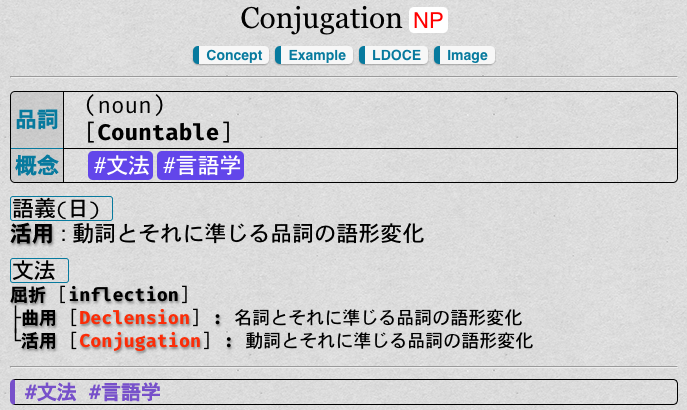 Conjugation NP
Concept Example LDOCE Image
品詞 (noun)
[Countable]
概念 #文法 #言語学
語義(日)
活用 : 動詞とそれに準じる品詞の語形変化
文法
屈折 [inflection]
├曲用 [Declension] : 名詞とそれに準じる品詞の語形変化
└活用 [Conjugation] : 動詞とそれに準じる品詞の語形変化
#文法 #言語学